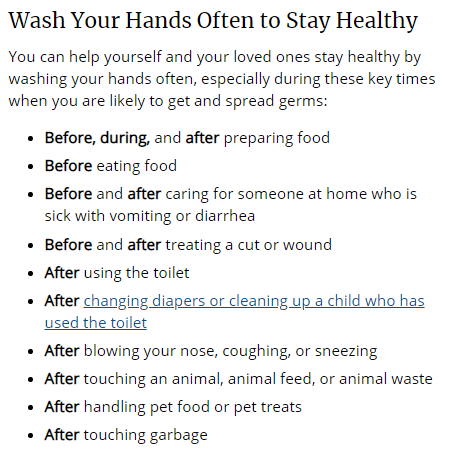 Wash Your Hands Often to Stay Healthy
You can help yourself and your loved ones stay healthy by
washing your hands often, especially during these key times
when you are likely to get and spread germs:
• Before, during, and after preparing food
• Before eating food
• Before and after caring for someone at home who is
sick with vomiting or diarrhea
• Before and after treating a cut or wound
• After using the toilet
• After changing diapers or cleaning up a child who has
used the toilet
• After blowing your nose, coughing, or sneezing
• After touching an animal, animal feed, or animal waste
• After handling pet food or pet treats
• After touching garbage